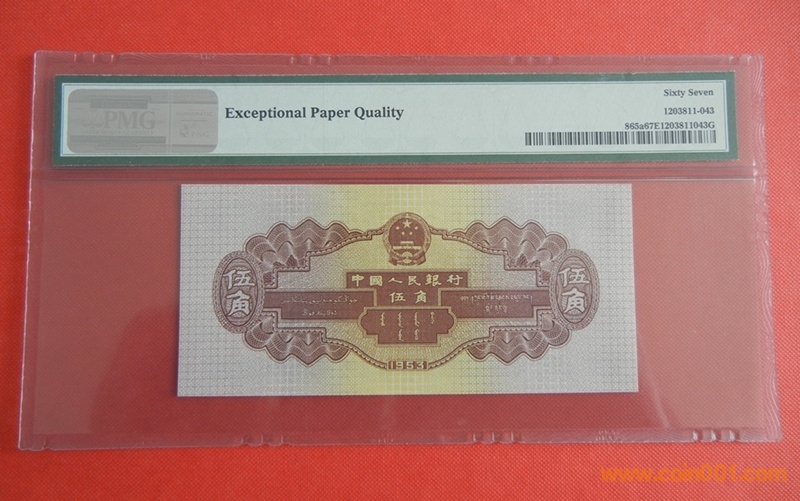 PMG
Exceptional Paper Quality
Sixty Seven
1203811-043
865a67E1203811043G
中國人民銀行
伍角
伍角
伍角
1953
www.coin001.com